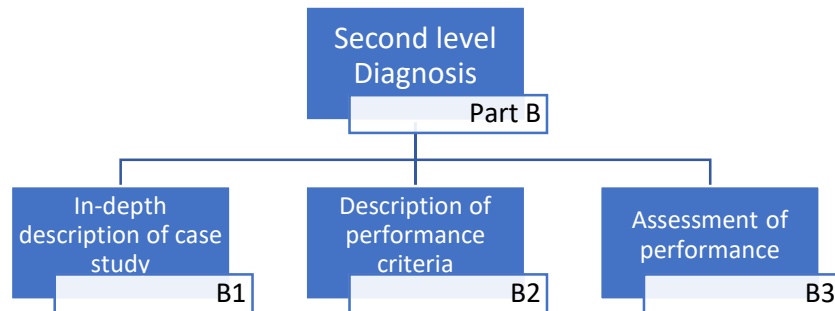 Second level
Diagnosis
Part B
In-depth
description of case
study
B1
Description of
performance
criteria
B2
Assessment of
performance
B3